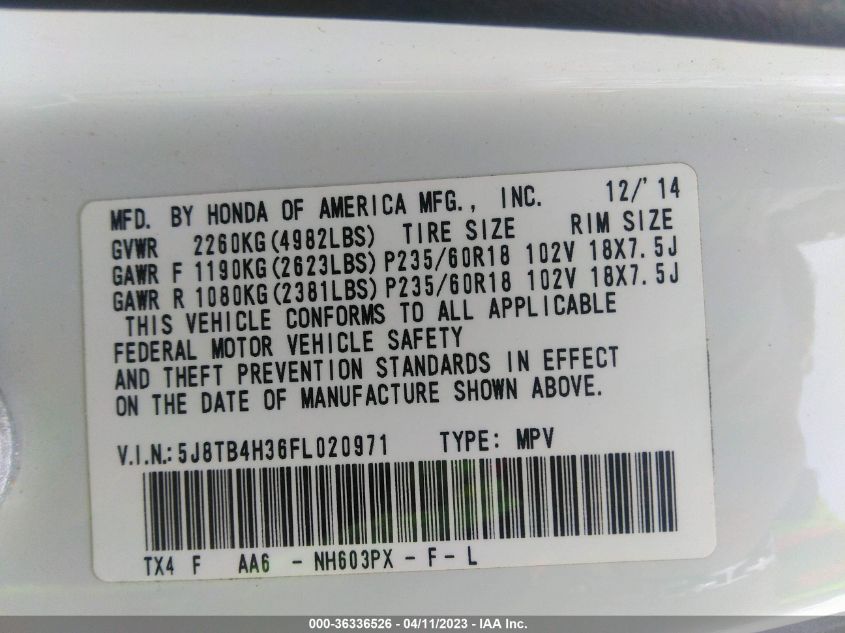 MFD. BY HONDA OF AMERICA MFG., INC. 12/'14
GVWR 2260KG(4982LBS) TIRE SIZE RIM SIZE
GAWR F 1190KG(2623LBS) P235/60R18 102V 18X7.5J
GAWR R 1080KG(2381LBS) P235/60R18 102V 18X7.5J
THIS VEHICLE CONFORMS TO ALL APPLICABLE
FEDERAL MOTOR VEHICLE SAFETY
AND THEFT PREVENTION STANDARDS IN EFFECT
ON THE DATE OF MANUFACTURE SHOWN ABOVE.
V.I.N.: 5J8TB4H36FL020971 TYPE: MPV
TX4 F AA6 - NH603PX - F - L
000-36336526 - 04/11/2023 - IAA Inc.